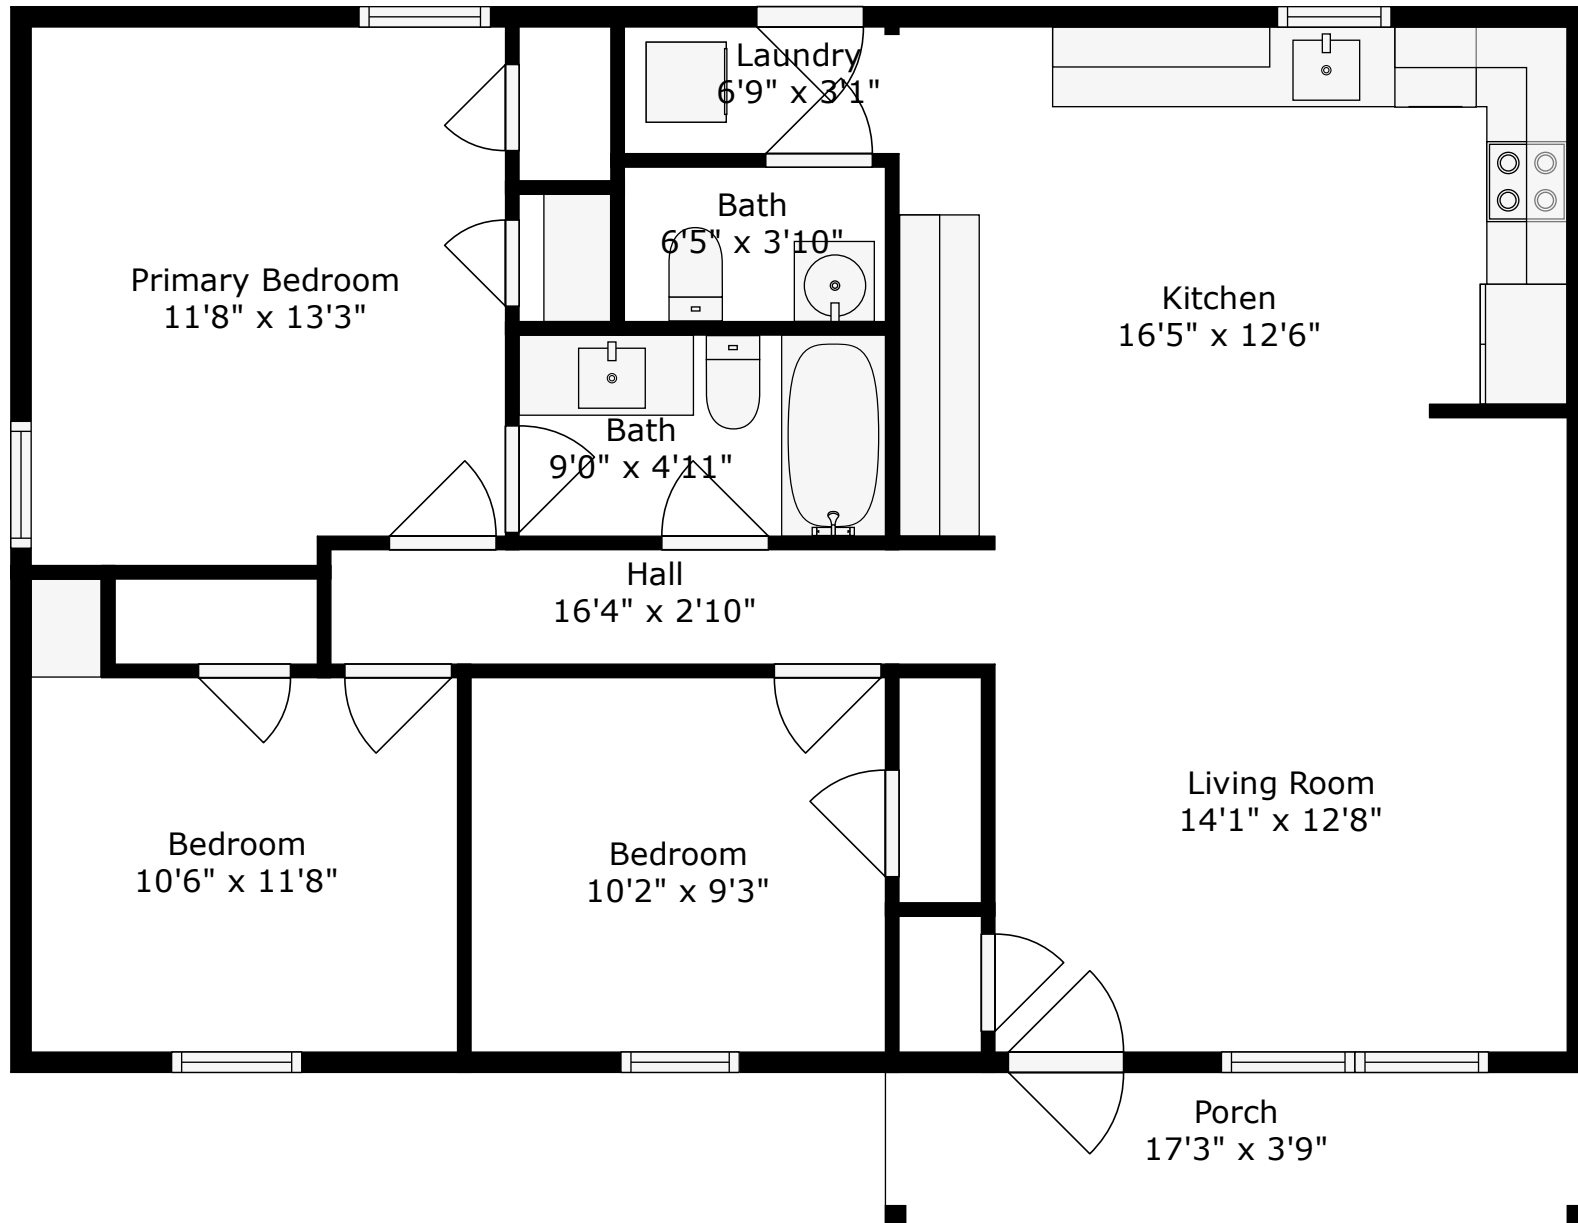 Laundry
6'9" x 3'1"
Bath
6'5" x 3'10"
Primary Bedroom
11'8" x 13'3"
Kitchen
16'5" x 12'6"
Bath
9'0" x 4'11"
Hall
16'4" x 2'10"
Living Room
14'1" x 12'8"
Bedroom
10'6" x 11'8"
Bedroom
10'2" x 9'3"
Porch
17'3" x 3'9"